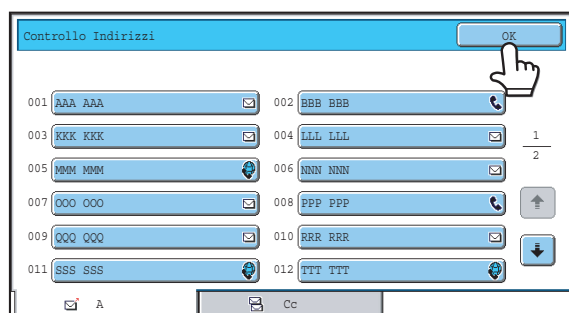 Controllo Indirizzi OK
001 AAA AAA 002 BBB BBB
003 KKK KKK 004 LLL LLL 1
005 MMM MMM 006 NNN NNN 2
007 OOO OOO 008 PPP PPP
009 QQQ QQQ 010 RRR RRR
011 SSS SSS 012 TTT TTT
A Cc